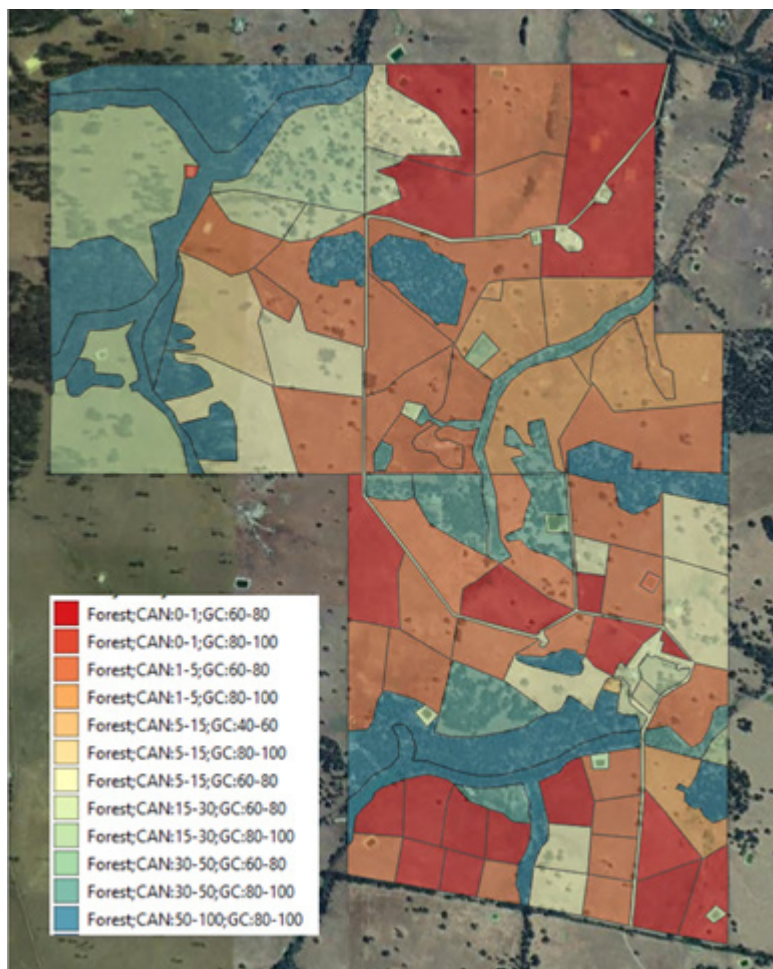 Forest;CAN:0-1;GC:60-80
Forest;CAN:0-1;GC:80-100
Forest;CAN:1-5;GC:60-80
Forest;CAN:1-5;GC:80-100
Forest;CAN:5-15;GC:40-60
Forest;CAN:5-15;GC:80-100
Forest;CAN:5-15;GC:60-80
Forest;CAN:15-30;GC:60-80
Forest;CAN:15-30;GC:80-100
Forest;CAN:30-50;GC:60-80
Forest;CAN:30-50;GC:80-100
Forest;CAN:50-100;GC:80-100